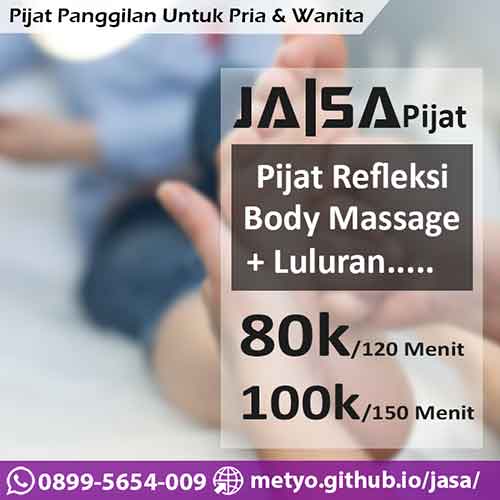 Pijat Panggilan Untuk Pria & Wanita
JA|SA Pijat
Pijat Refleksi
Body Massage
+ Luluran.....
80k/120 Menit
100k/150 Menit
0899-5654-009 metyo.github.io/jasa/